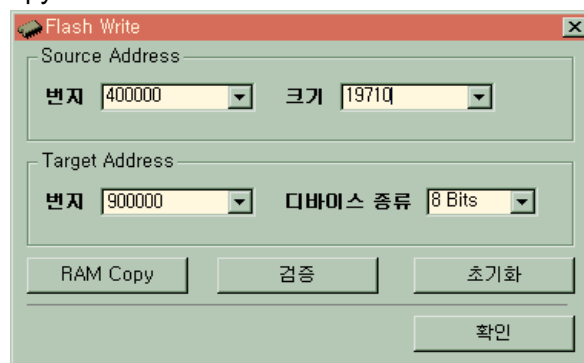 Flash Write
Source Address
번지 400000 크기 19710
Target Address
번지 900000 디바이스 종류 8 Bits
RAM Copy 검증 초기화
확인